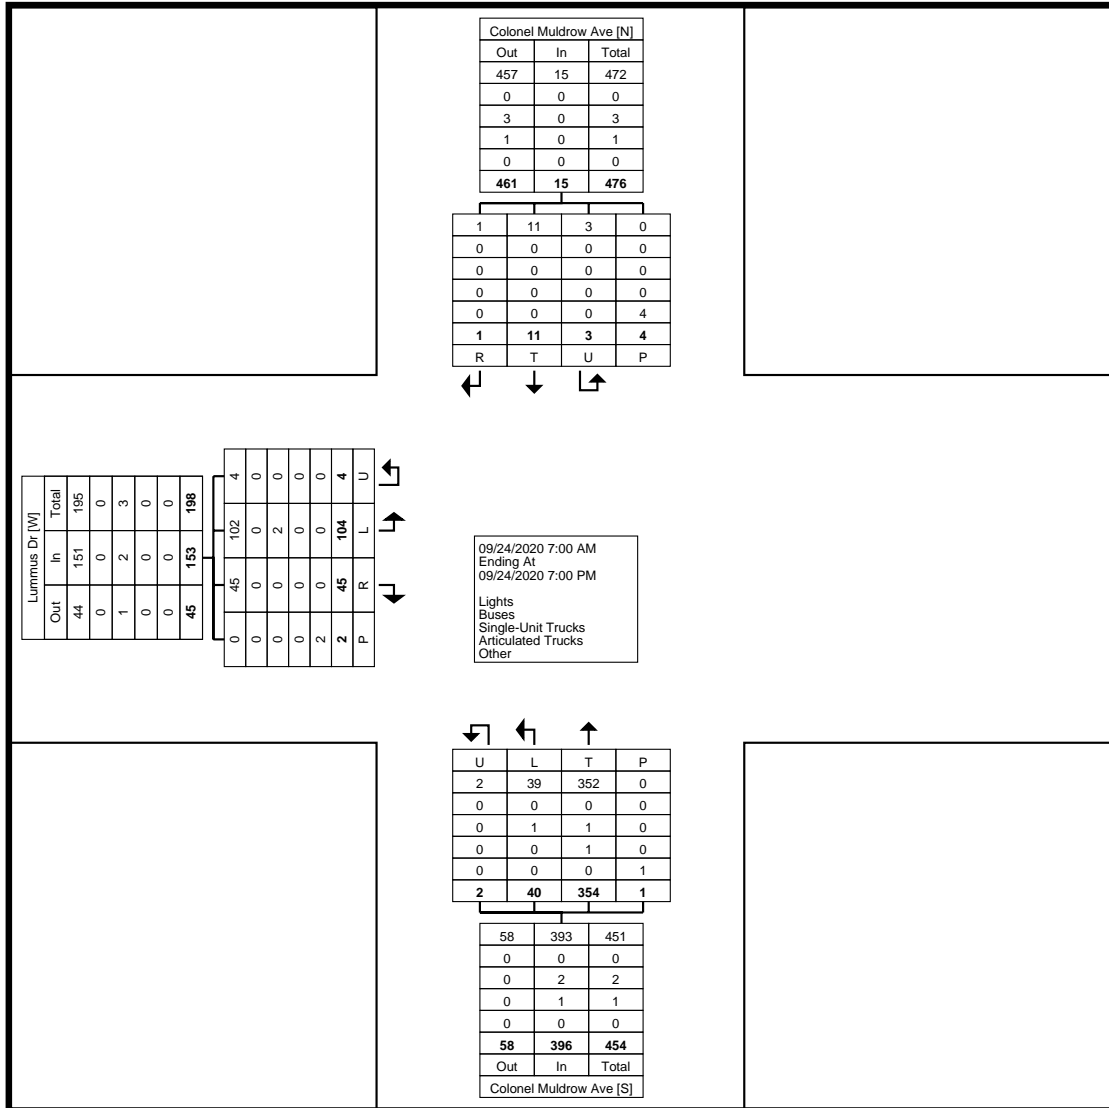 Colonel Muldrow Ave [N]
Out In Total
457 15 472
0 0 0
3 0 3
1 0 1
0 0 0
461 15 476
1 11 3 0
0 0 0 0
0 0 0 0
0 0 0 0
0 0 0 4
1 11 3 4
R T U P
Lummus Dr [W]
Out In Total
44 151 195
0 0 0
1 2 3
0 0 0
0 0 0
45 153 198
0 45 102 4
0 0 0 0
0 0 2 0
0 0 0 0
2 0 0 0
2 45 104 4
P R L U
09/24/2020 7:00 AM
Ending At
09/24/2020 7:00 PM
Lights
Buses
Single-Unit Trucks
Articulated Trucks
Other
U L T P
2 39 352 0
0 0 0 0
0 1 1 0
0 0 1 0
0 0 0 1
2 40 354 1
58 393 451
0 0 0
0 2 2
0 1 1
0 0 0
58 396 454
Out In Total
Colonel Muldrow Ave [S]